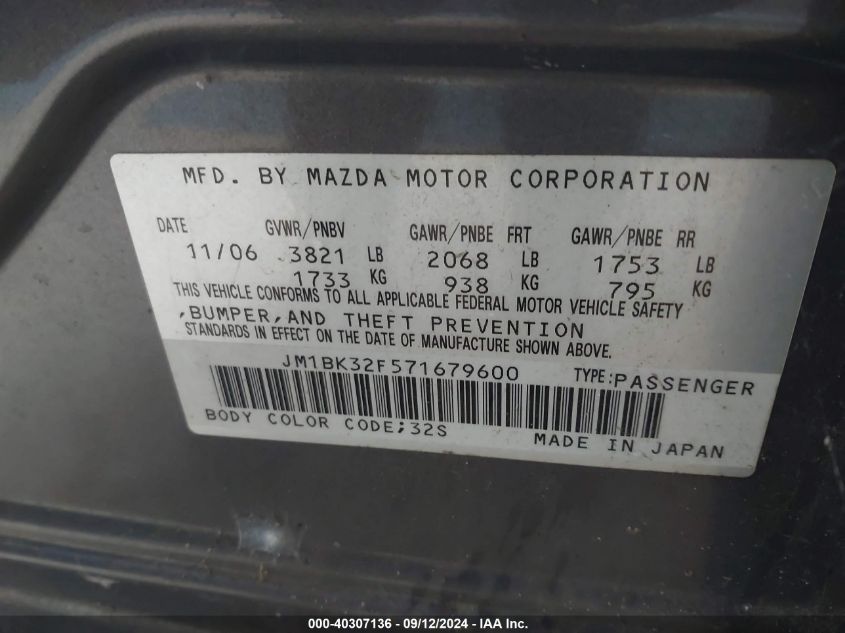 MFD. BY MAZDA MOTOR CORPORATION
DATE GVWR/PNBV GAWR/PNBE FRT GAWR/PNBE RR
11/06 3821 LB 2068 LB 1753 LB
1733 KG 938 KG 795 KG
THIS VEHICLE CONFORMS TO ALL APPLICABLE FEDERAL MOTOR VEHICLE SAFETY
,BUMPER,AND THEFT PREVENTION
STANDARDS IN EFFECT ON THE DATE OF MANUFACTURE SHOWN ABOVE.
JM1BK32F571679600 TYPE:PASSENGER
BODY COLOR CODE;32S
MADE IN JAPAN
000-40307136 - 09/12/2024 - IAA Inc.